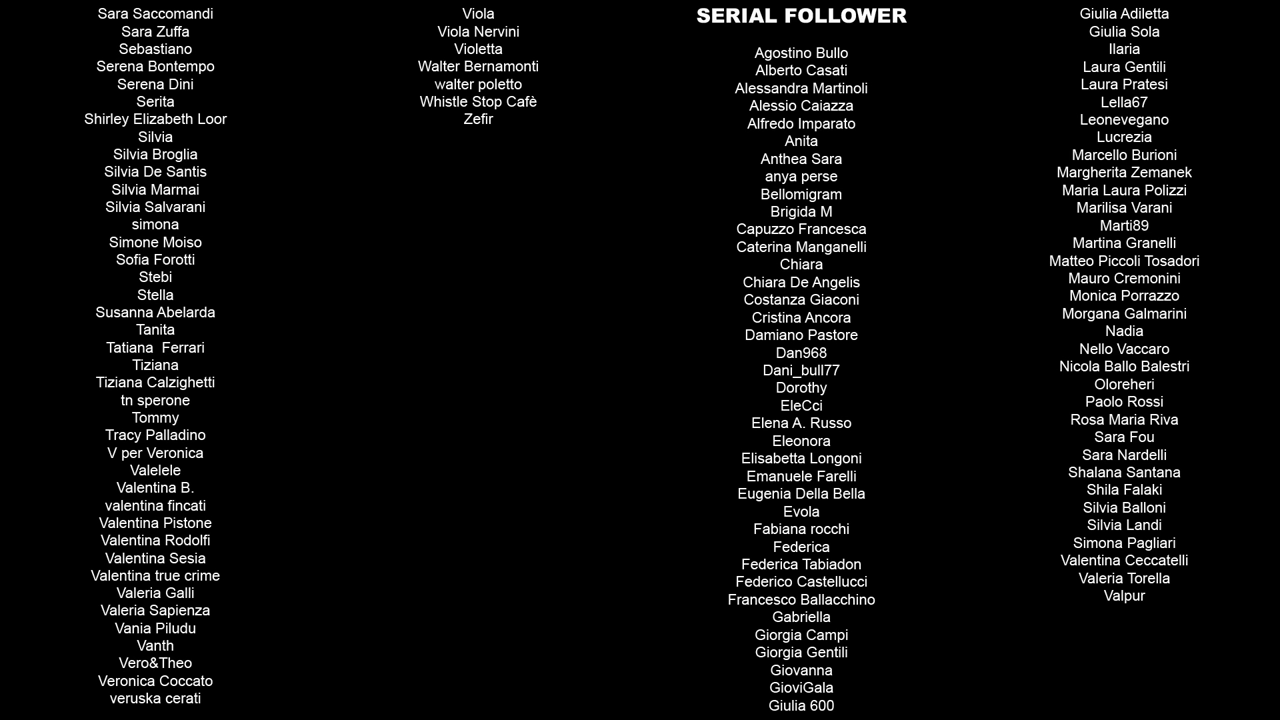 Sara Saccomandi
Sara Zuffa
Sebastiano
Serena Bontempo
Serena Dini
Serita
Shirley Elizabeth Loor
Silvia
Silvia Broglia
Silvia De Santis
Silvia Marmai
Silvia Salvarani
simona
Simone Moiso
Sofia Forotti
Stebi
Stella
Susanna Abelarda
Tanita
Tatiana  Ferrari
Tiziana
Tiziana Calzighetti
tn sperone
Tommy
Tracy Palladino
V per Veronica
Valelele
Valentina B.
valentina fincati
Valentina Pistone
Valentina Rodolfi
Valentina Sesia
Valentina true crime
Valeria Galli
Valeria Sapienza
Vania Piludu
Vanth
Vero&Theo
Veronica Coccato
veruska cerati
Viola
Viola Nervini
Violetta
Walter Bernamonti
walter poletto
Whistle Stop Cafè
Zefir
SERIAL FOLLOWER
Agostino Bullo
Alberto Casati
Alessandra Martinoli
Alessio Caiazza
Alfredo Imparato
Anita
Anthea Sara
anya perse
Bellomigram
Brigida M
Capuzzo Francesca
Caterina Manganelli
Chiara
Chiara De Angelis
Costanza Giaconi
Cristina Ancora
Damiano Pastore
Dan968
Dani_bull77
Dorothy
EleCci
Elena A. Russo
Eleonora
Elisabetta Longoni
Emanuele Farelli
Eugenia Della Bella
Evola
Fabiana rocchi
Federica
Federica Tabiadon
Federico Castellucci
Francesco Ballacchino
Gabriella
Giorgia Campi
Giorgia Gentili
Giovanna
GioviGala
Giulia 600
Giulia Adiletta
Giulia Sola
Ilaria
Laura Gentili
Laura Pratesi
Lella67
Leonevegano
Lucrezia
Marcello Burioni
Margherita Zemanek
Maria Laura Polizzi
Marilisa Varani
Marti89
Martina Granelli
Matteo Piccoli Tosadori
Mauro Cremonini
Monica Porrazzo
Morgana Galmarini
Nadia
Nello Vaccaro
Nicola Ballo Balestri
Oloreheri
Paolo Rossi
Rosa Maria Riva
Sara Fou
Sara Nardelli
Shalana Santana
Shila Falaki
Silvia Balloni
Silvia Landi
Simona Pagliari
Valentina Ceccatelli
Valeria Torella
Valpur